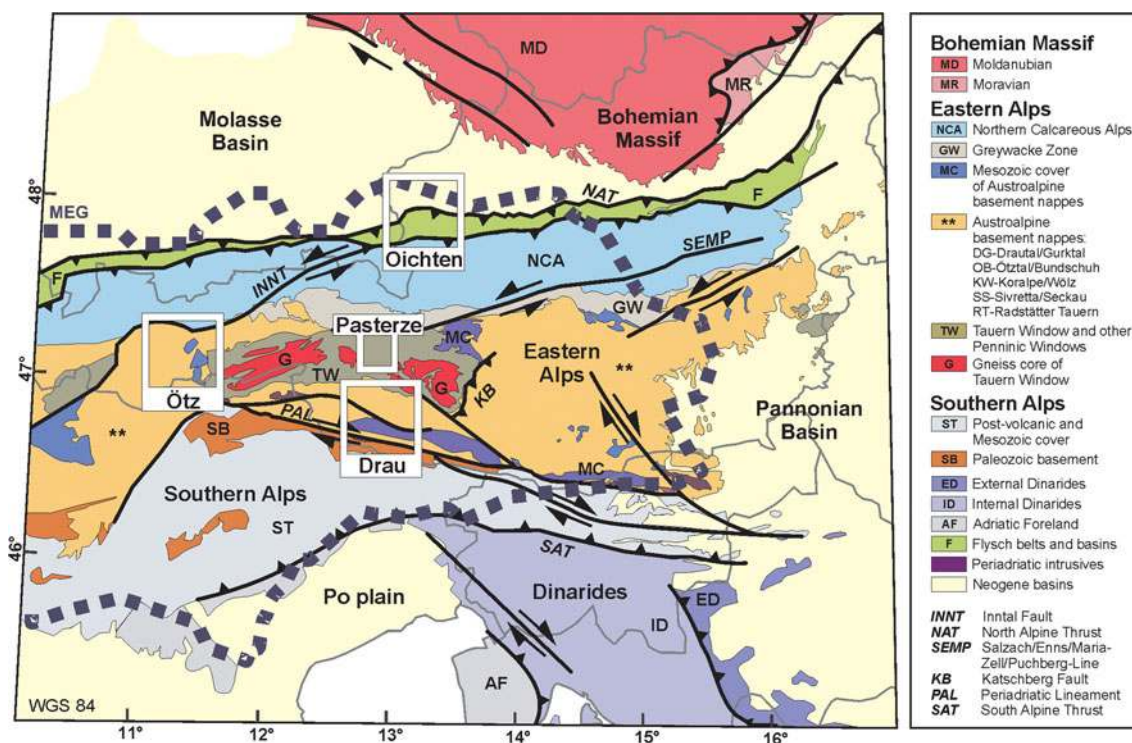 MD
MR
Molasse
Basin
Bohemian
Massif
48°
MEG
NAT
F
Oichten
SEMP
NCA
F
INNT
GW
Pasterze
MC
47°
G
TW
G
Eastern
Alps
**
KB
Ötz
PAL
**
SB
Drau
MC
Pannonian
Basin
Southern
Alps
ST
46°
SAT
Po plain
Dinarides
ED
ID
AF
WGS 84
11°
12°
13°
14°
15°
16°
Bohemian Massif
MD Moldanubian
MR Moravian
Eastern Alps
NCA Northern Calcareous Alps
GW Greywacke Zone
MC Mesozoic cover
of Austroalpine
basement nappes
** Austroalpine
basement nappes:
DG-Drautal/Gurktal
OB-Ötztal/Bundschuh
KW-Koralpe/Wölz
SS-Sivretta/Seckau
RT-Radstätter Tauern
TW Tauern Window and other
Penninic Windows
G Gneiss core of
Tauern Window
Southern Alps
ST Post-volcanic and
Mesozoic cover
SB Paleozoic basement
ED External Dinarides
ID Internal Dinarides
AF Adriatic Foreland
F Flysch belts and basins
Periadriatic intrusives
Neogene basins
INNT Inntal Fault
NAT North Alpine Thrust
SEMP Salzach/Enns/Maria-
Zell/Puchberg-Line
KB Katschberg Fault
PAL Periadriatic Lineament
SAT South Alpine Thrust